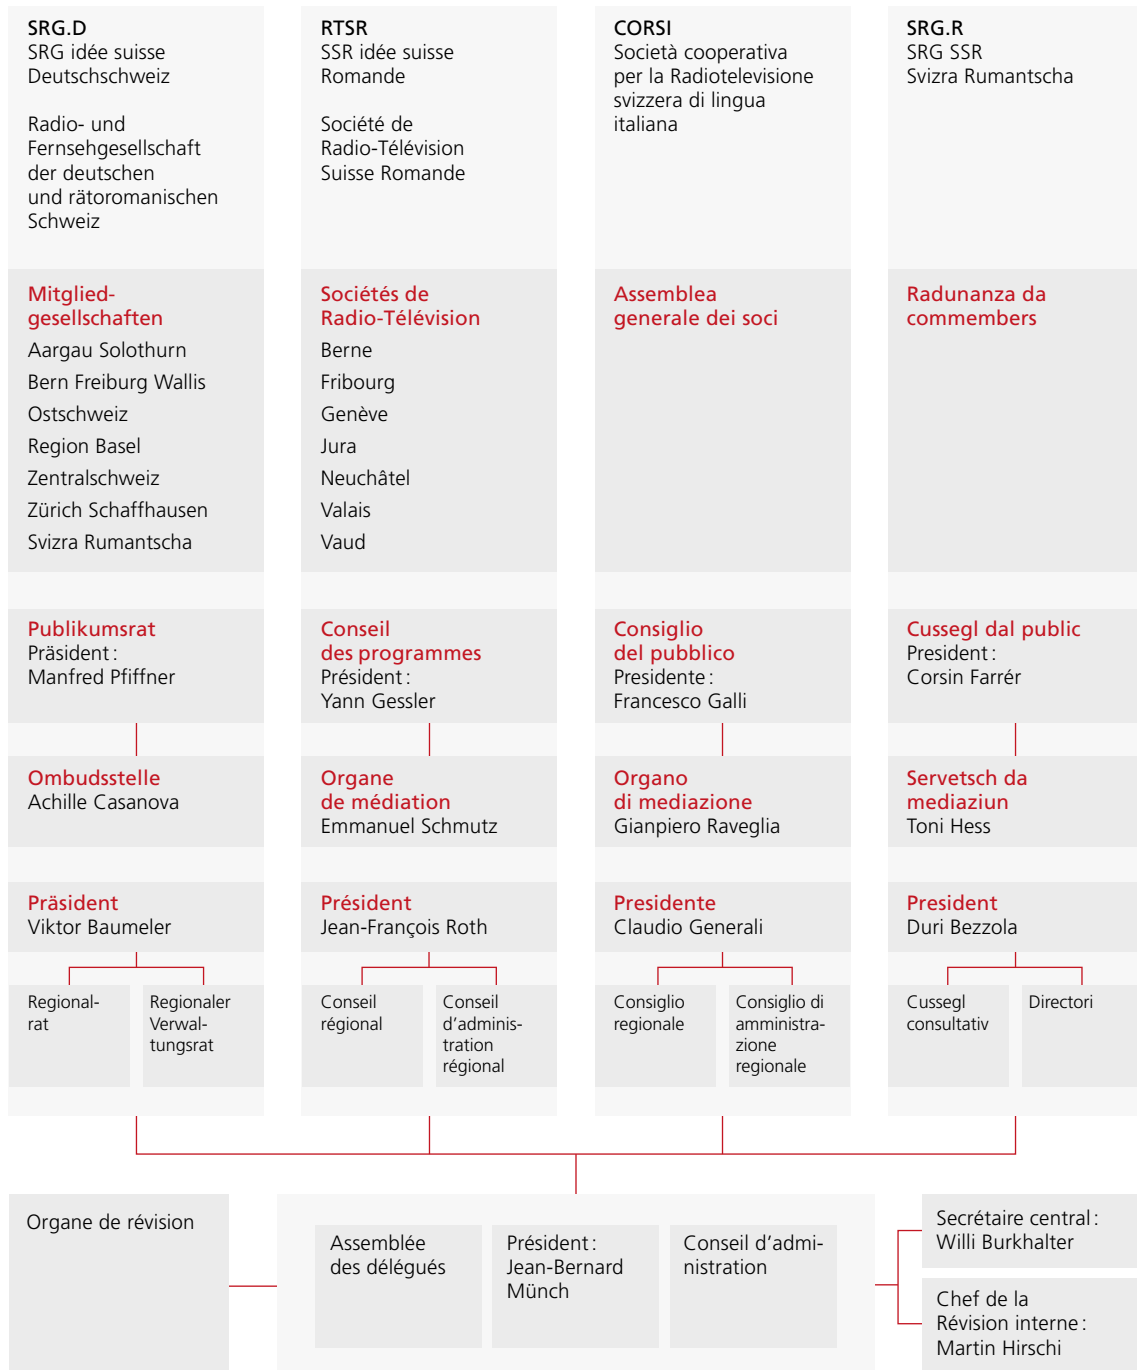 SRG.D
SRG idée suisse
Deutschschweiz
Radio- und
Fernsehgesellschaft
der deutschen
und rätoromanischen
Schweiz
RTSR
SSR idée suisse
Romande
Société de
Radio-Télévision
Suisse Romande
CORSI
Società cooperativa
per la Radiotelevisione
svizzera di lingua
italiana
SRG.R
SRG SSR
Svizra Rumantscha
Mitglied-
gesellschaften
Aargau Solothurn
Bern Freiburg Wallis
Ostschweiz
Region Basel
Zentralschweiz
Zürich Schaffhausen
Svizra Rumantscha
Sociétés de
Radio-Télévision
Berne
Fribourg
Genève
Jura
Neuchâtel
Valais
Vaud
Assemblea
generale dei soci
Radunanza da
commembers
Publikumsrat
Präsident :
Manfred Pfiffner
Conseil
des programmes
Président :
Yann Gessler
Consiglio
del pubblico
Presidente :
Francesco Galli
Cussegl dal public
President :
Corsin Farrér
Ombudsstelle
Achille Casanova
Organe
de médiation
Emmanuel Schmutz
Organo
di mediazione
Gianpiero Raveglia
Servetsch da
mediaziun
Toni Hess
Präsident
Viktor Baumeler
Président
Jean-François Roth
Presidente
Claudio Generali
President
Duri Bezzola
Regional-
rat
Regionaler
Verwal-
tungsrat
Conseil
régional
Conseil
d'adminis-
tration
régional
Consiglio
regionale
Consiglio di
amministra-
zione
regionale
Cussegl
consultativ
Directori
Organe de révision
Assemblée
des délégués
Président :
Jean-Bernard
Münch
Conseil d'admi-
nistration
Secrétaire central :
Willi Burkhalter
Chef de la
Révision interne :
Martin Hirschi